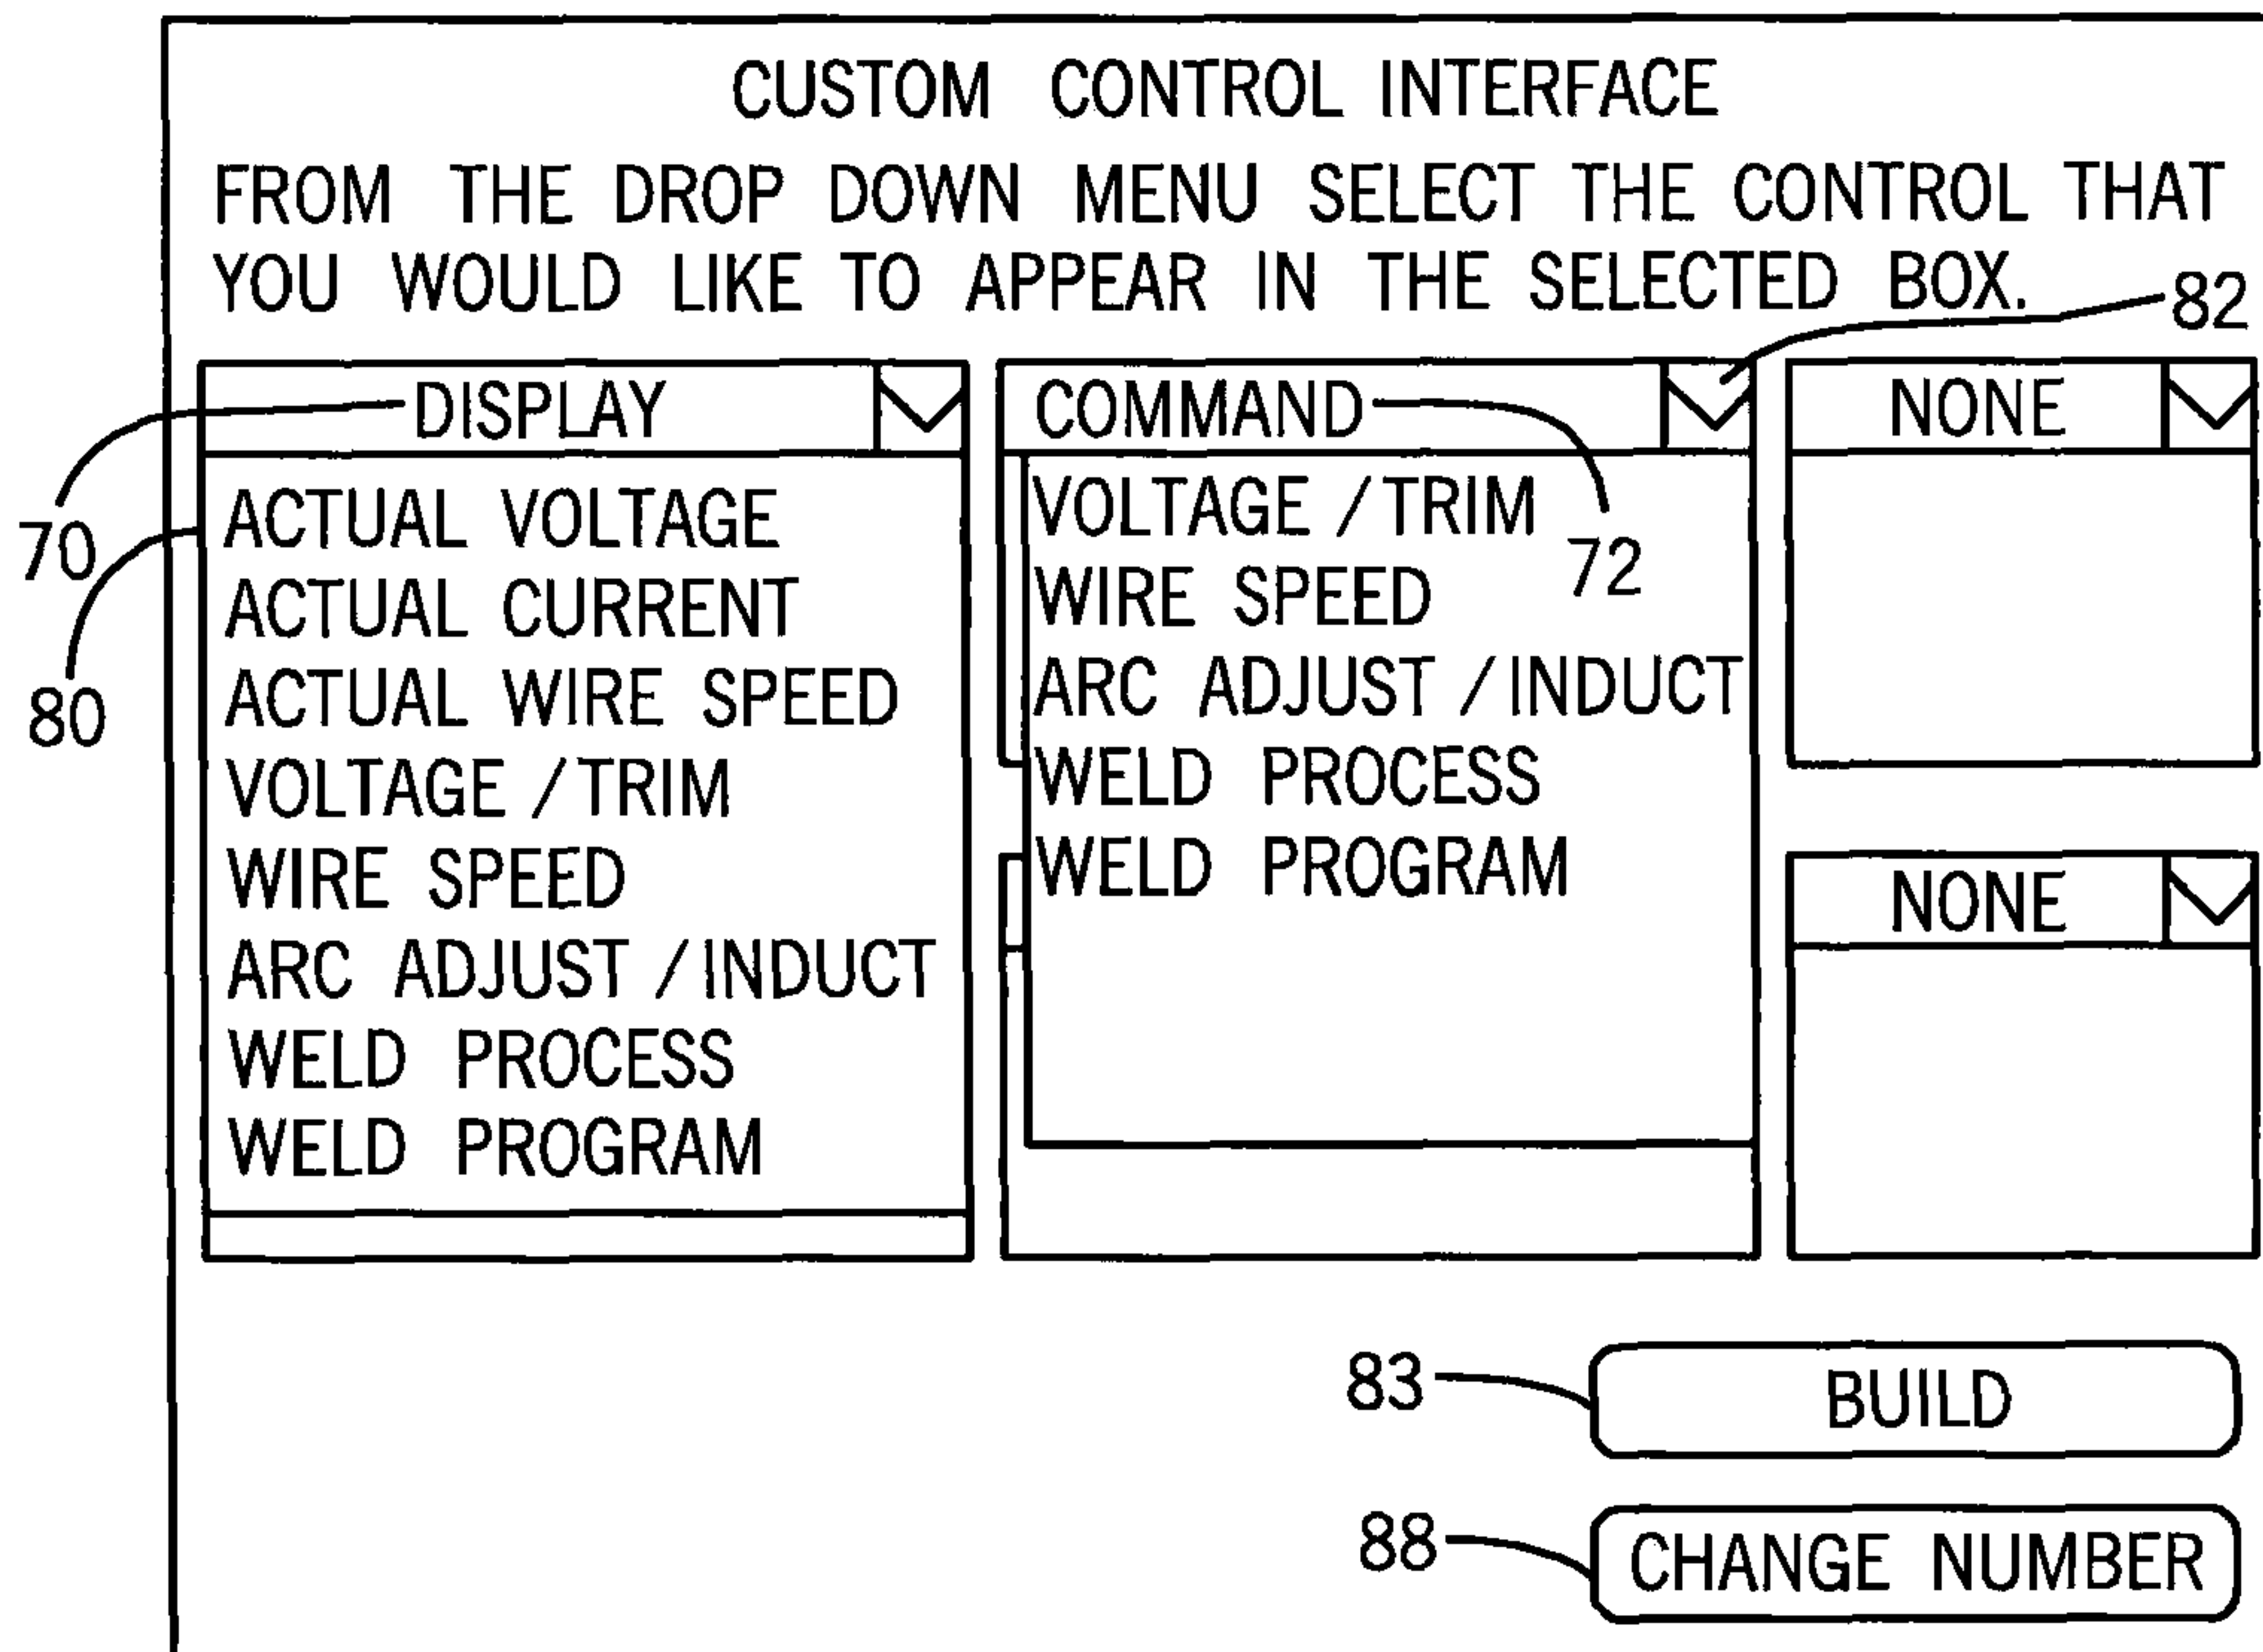 CUSTOM CONTROL INTERFACE
FROM THE DROP DOWN MENU SELECT THE CONTROL THAT
YOU WOULD LIKE TO APPEAR IN THE SELECTED BOX.
82
DISPLAY
70
80
ACTUAL VOLTAGE
ACTUAL CURRENT
ACTUAL WIRE SPEED
VOLTAGE /TRIM
WIRE SPEED
ARC ADJUST /INDUCT
WELD PROCESS
WELD PROGRAM
COMMAND
72
VOLTAGE /TRIM
WIRE SPEED
ARC ADJUST /INDUCT
WELD PROCESS
WELD PROGRAM
NONE
NONE
83
BUILD
88
CHANGE NUMBER